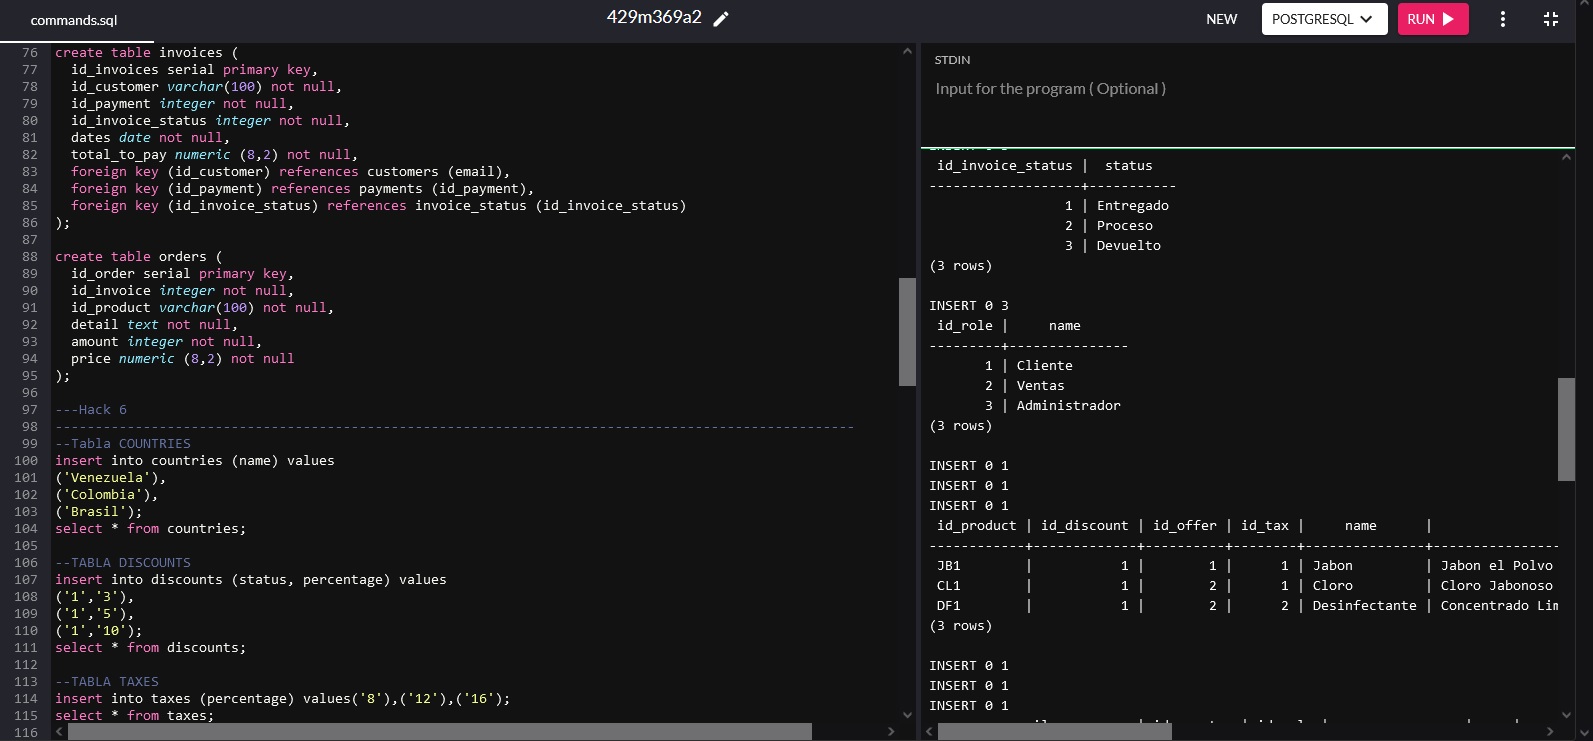 commands.sql
429m369a2
NEW
POSTGRESQL
RUN
76 create table invoices (
77 id_invoices serial primary key,
78 id_customer varchar(100) not null,
79 id_payment integer not null,
80 id_invoice_status integer not null,
81 dates date not null,
82 total_to_pay numeric (8,2) not null,
83 foreign key (id_customer) references customers (email),
84 foreign key (id_payment) references payments (id_payment),
85 foreign key (id_invoice_status) references invoice_status (id_invoice_status)
86 );
87
88 create table orders (
89 id_order serial primary key,
90 id_invoice integer not null,
91 id_product varchar(100) not null,
92 detail text not null,
93 amount integer not null,
94 price numeric (8,2) not null
95 );
96
97 ---Hack 6
98 ----------------------------------------------------------------------------------------------------
99 --Tabla COUNTRIES
100 insert into countries (name) values
101 ('Venezuela'),
102 ('Colombia'),
103 ('Brasil');
104 select * from countries;
105
106 --TABLA DISCOUNTS
107 insert into discounts (status, percentage) values
108 ('1','3'),
109 ('1','5'),
110 ('1','10');
111 select * from discounts;
112
113 --TABLA TAXES
114 insert into taxes (percentage) values('8'),('12'),('16');
115 select * from taxes;
116
STDIN
Input for the program ( Optional )
id_invoice_status | status
-------------------+-----------
1 | Entregado
2 | Proceso
3 | Devuelto
(3 rows)
INSERT 0 3
id_role | name
---------+---------------
1 | Cliente
2 | Ventas
3 | Administrador
(3 rows)
INSERT 0 1
INSERT 0 1
INSERT 0 1
id_product | id_discount | id_offer | id_tax | name |
------------+-------------+----------+--------+---------------+----------------
JB1 | 1 | 1 | 1 | Jabon | Jabon el Polvo
CL1 | 1 | 2 | 1 | Cloro | Cloro Jabonoso
DF1 | 1 | 2 | 2 | Desinfectante | Concentrado Lim
(3 rows)
INSERT 0 1
INSERT 0 1
INSERT 0 1